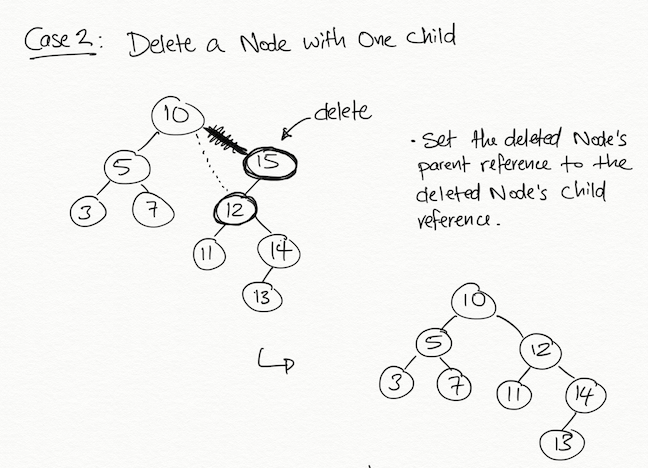 Case 2: Delete a Node with One Child
delete
10
15
5
3
7
12
11
14
13
· Set the deleted Node's
parent reference to the
deleted Node's child
reference.
10
5
12
3
7
11
14
13